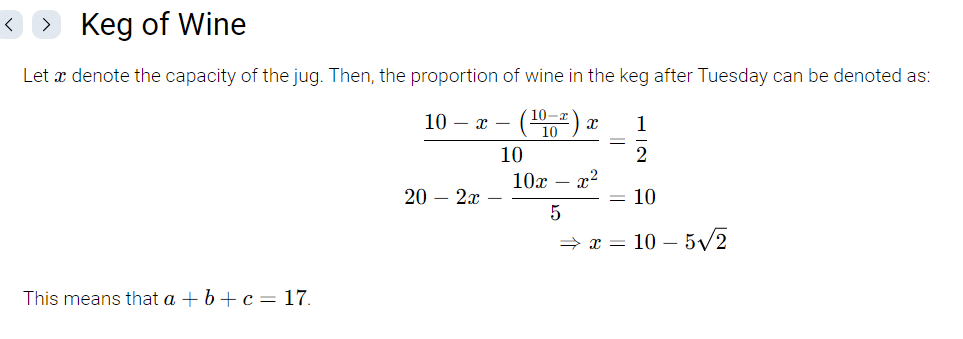 < > Keg of Wine
Let x denote the capacity of the jug. Then, the proportion of wine in the keg after Tuesday can be denoted as:
\frac{10 - x - \left(\frac{10-x}{10}\right) x}{10} = \frac{1}{2}
20 - 2x - \frac{10x - x^2}{5} = 10
⇒ x = 10 - 5√2
This means that a + b + c = 17.